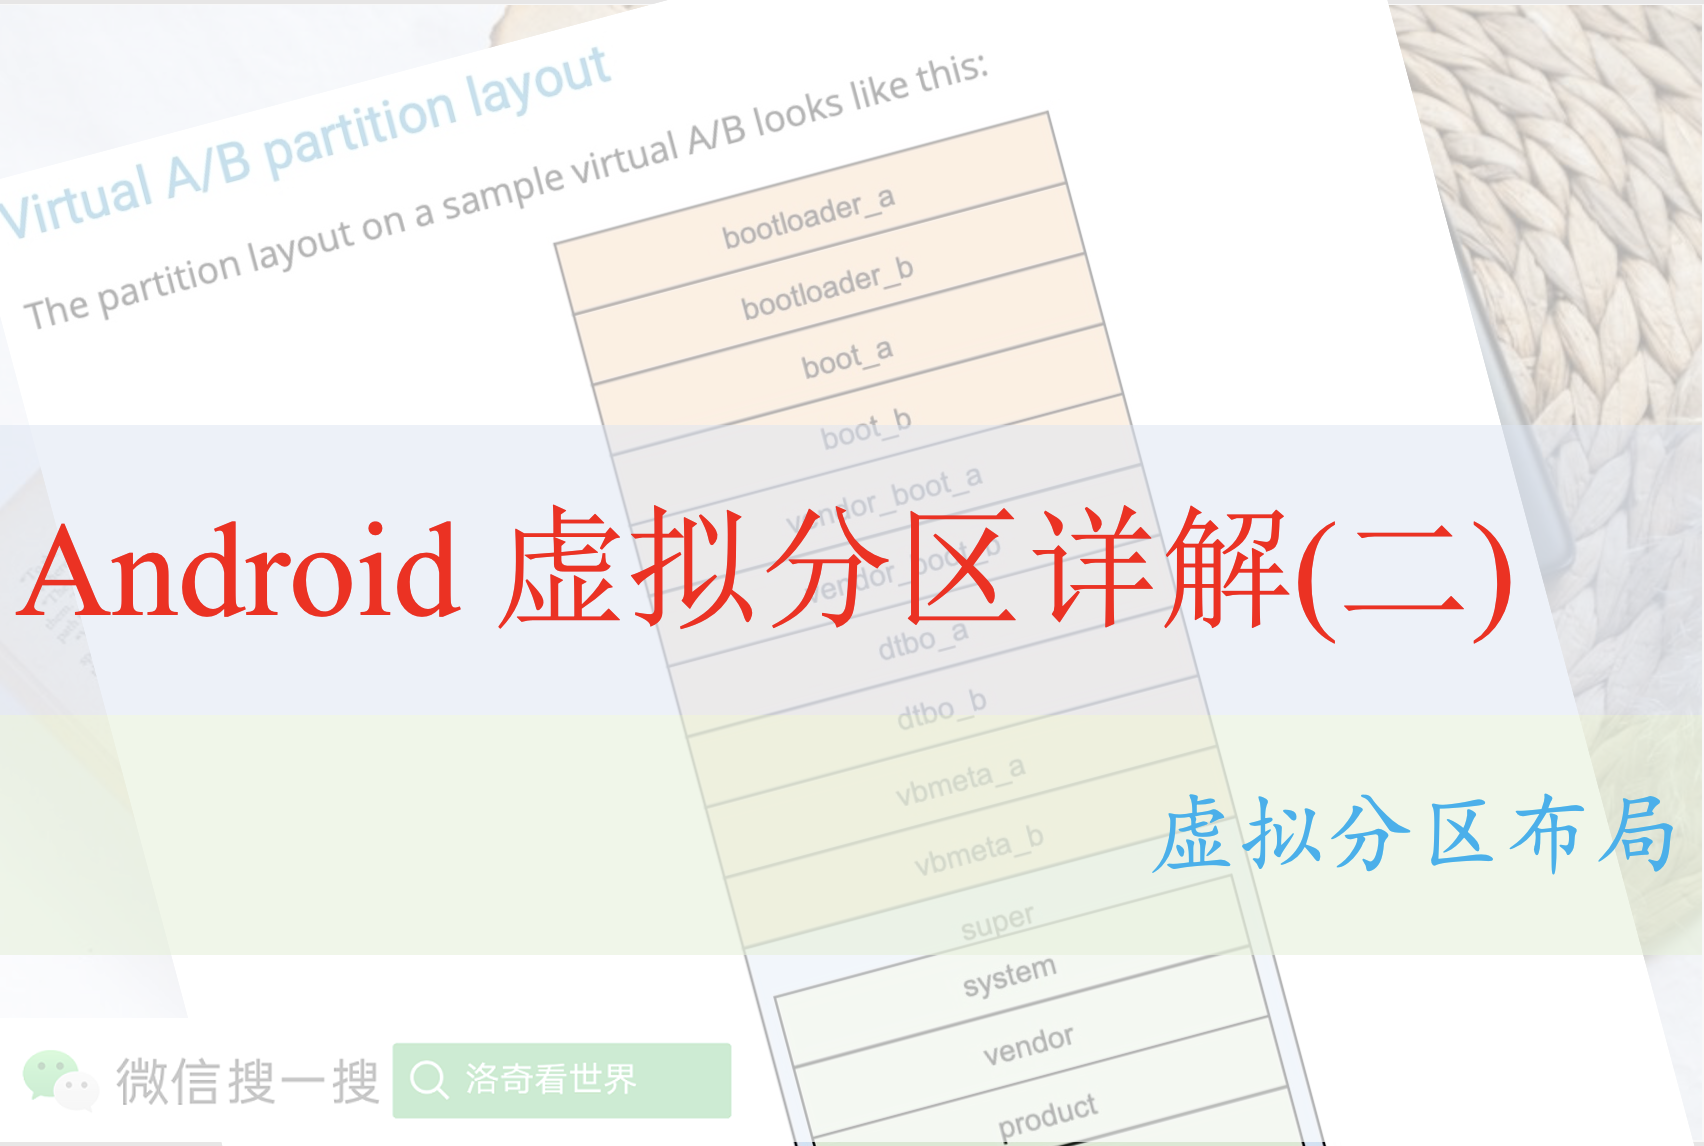 Virtual A/B partition layout
The partition layout on a sample virtual A/B looks like this:
bootloader_a
bootloader_b
boot_a
boot_b
vendor_boot_a
vendor_boot_b
dtbo_a
dtbo_b
vbmeta_a
vbmeta_b
super
system
vendor
product
Android 虚拟分区详解(二)
虚拟分区布局
微信搜一搜
洛奇看世界